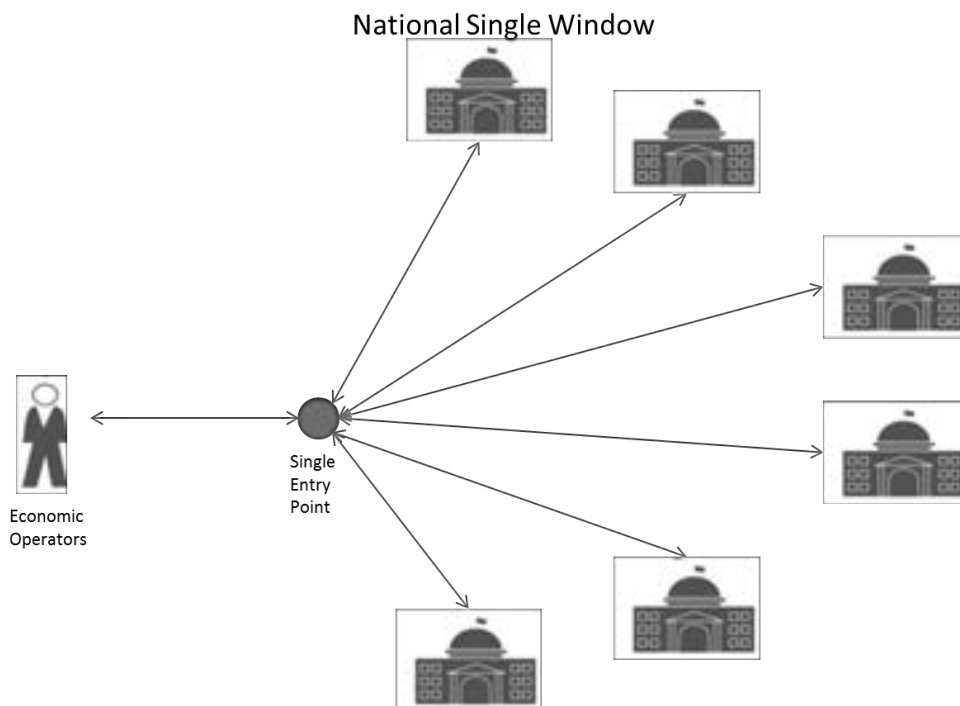 National Single Window
Single
Entry
Point
Economic
Operators